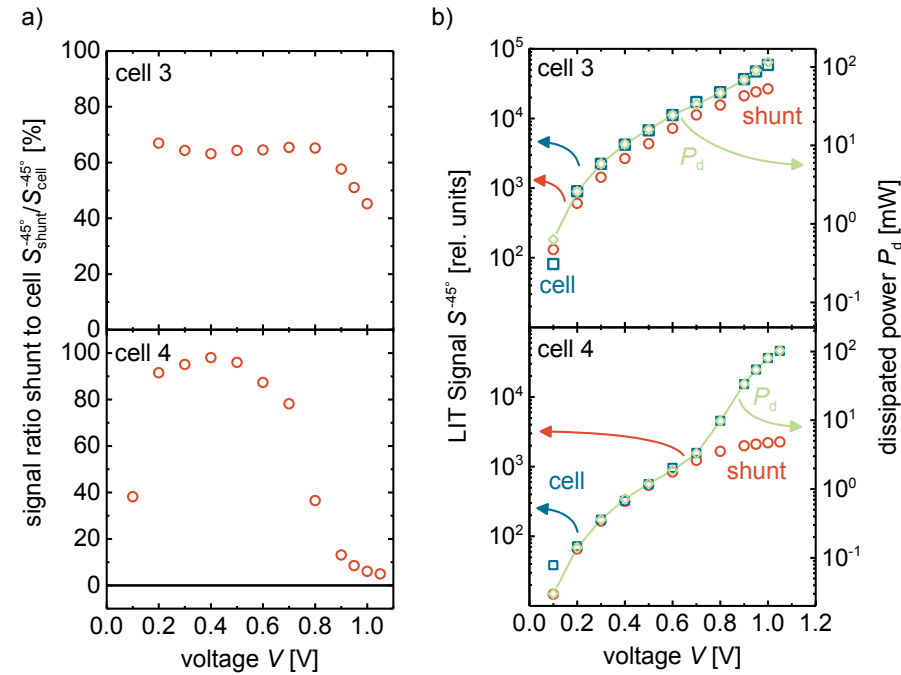 a)
b)
signal ratio shunt to cell S_shunt^-45°/S_cell^-45° [%]
100
80
60
40
20
0
cell 3
100
80
60
40
20
0
cell 4
0.0 0.2 0.4 0.6 0.8 1.0
voltage V [V]
LIT Signal S^-45° [rel. units]
10^5
10^4
10^3
10^2
cell 3
shunt
P_d
cell
10^2
10^1
10^0
10^-1
dissipated power P_d [mW]
10^4
10^3
10^2
cell 4
P_d
shunt
cell
10^2
10^1
10^0
10^-1
0.0 0.2 0.4 0.6 0.8 1.0 1.2
voltage V [V]